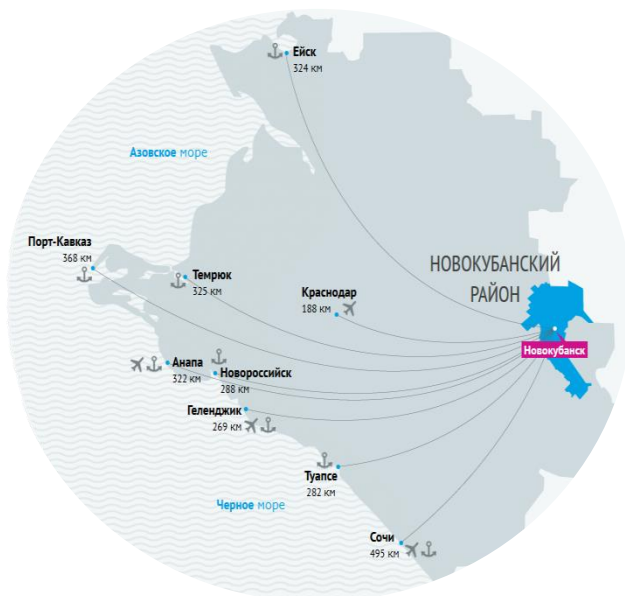 Ейск
324 км
Азовское море
Порт-Кавказ
368 км
Темрюк
325 км
Краснодар
188 км
НОВОКУБАНСКИЙ
РАЙОН
Новокубанск
Анапа
322 км
Новороссийск
288 км
Геленджик
269 км
Туапсе
282 км
Черное море
Сочи
495 км